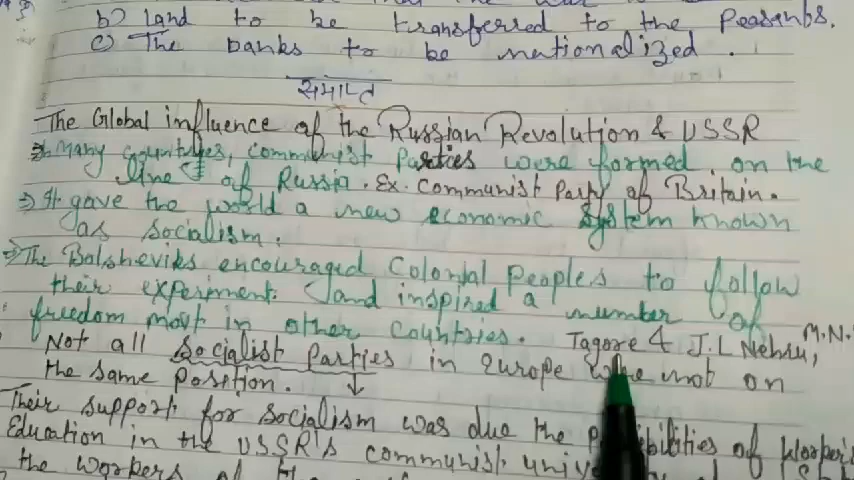 b) Land to be transferred to the Peasants.
c) The banks to be nationalized.
समाप्त
The Global influence of the Russian Revolution & USSR
⇒ Many countries, communist Parties were formed on the
line of Russia. Ex. Communist Party of Britain.
⇒ It gave the world a new economic system known
as socialism.
⇒ The Bolsheviks encouraged Colonial Peoples to follow
their experiment and inspired a number of
freedom movt in other countries. Tagore & J.L Nehru, M.N.
Not all Socialist Parties in Europe were not on
the same position. ↓
Their support for socialism was due the of Workers
Education in the USSR's communist
the workers of